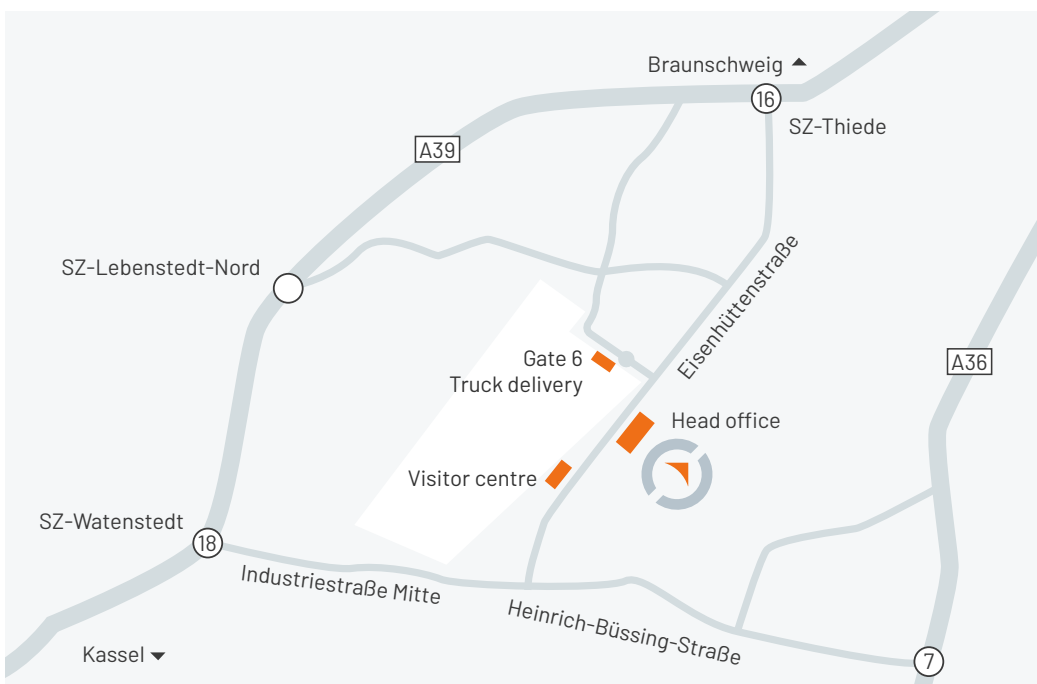 Braunschweig
16
SZ-Thiede
A39
SZ-Lebenstedt-Nord
Eisenhüttenstraße
Gate 6
Truck delivery
A36
Head office
Visitor centre
SZ-Watenstedt
18
Industriestraße Mitte
Heinrich-Büssing-Straße
Kassel
7